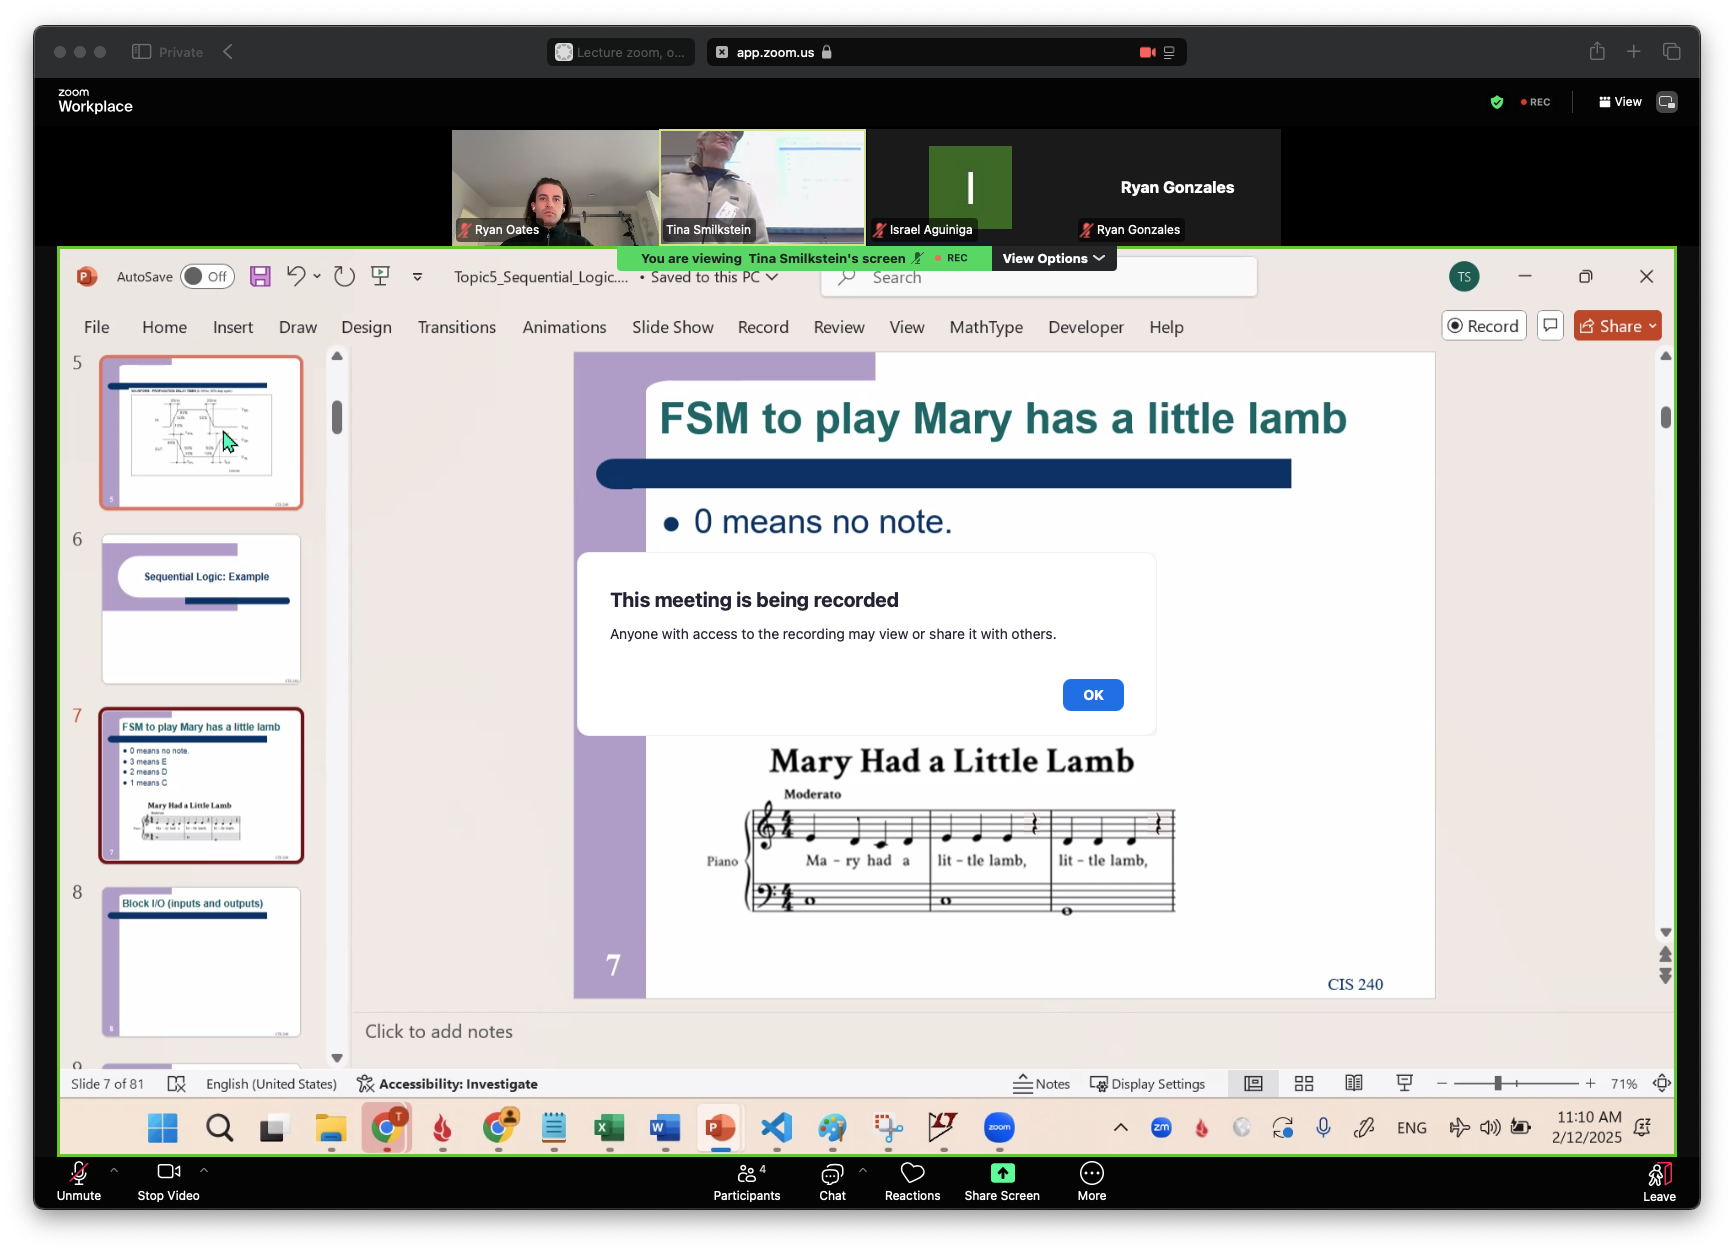 Private
Lecture zoom, o...
app.zoom.us
zoom
Workplace
REC
View
Ryan Oates
Tina Smilkstein
I
Israel Aguiniga
Ryan Gonzales
Ryan Gonzales
You are viewing Tina Smilkstein's screen
REC
View Options
P
AutoSave
Off
Topic5_Sequential_Logic....
• Saved to this PC
Search
TS
File
Home
Insert
Draw
Design
Transitions
Animations
Slide Show
Record
Review
View
MathType
Developer
Help
Record
Share
5
6
Sequential Logic: Example
7
FSM to play Mary has a little lamb
• 0 means no note.
• 3 means E
• 2 means D
• 1 means C
Mary Had a Little Lamb
7
8
Block I/O (inputs and outputs)
9
FSM to play Mary has a little lamb
• 0 means no note.
This meeting is being recorded
Anyone with access to the recording may view or share it with others.
OK
Mary Had a Little Lamb
Moderato
4
4
Piano
Ma - ry had a lit - tle lamb, lit - tle lamb,
4
4
7
CIS 240
Click to add notes
Slide 7 of 81
English (United States)
Accessibility: Investigate
Notes
Display Settings
71%
T
X
W
P
zoom
zm
ENG
11:10 AM
2/12/2025
Unmute
Stop Video
4
Participants
Chat
Reactions
Share Screen
More
Leave